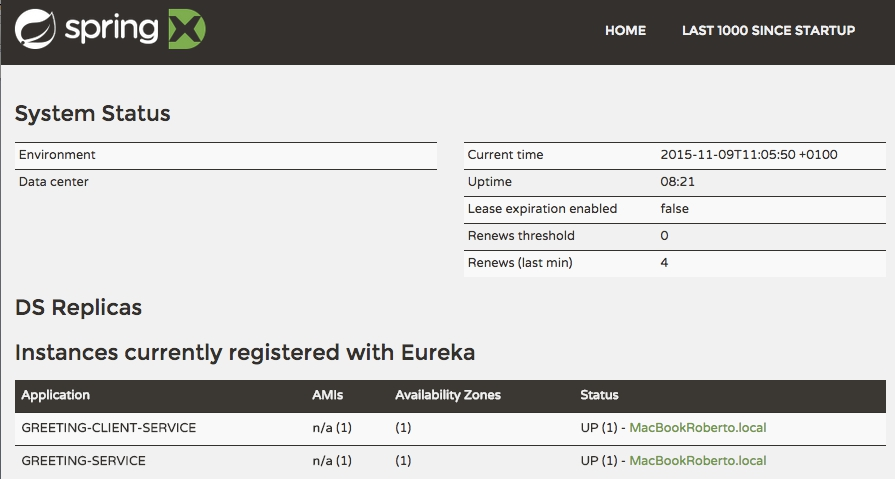 spring
HOME LAST 1000 SINCE STARTUP
System Status
Environment
Data center
Current time 2015-11-09T11:05:50 +0100
Uptime 08:21
Lease expiration enabled false
Renews threshold 0
Renews (last min) 4
DS Replicas
Instances currently registered with Eureka
Application AMIs Availability Zones Status
GREETING-CLIENT-SERVICE n/a (1) (1) UP (1) - MacBookRoberto.local
GREETING-SERVICE n/a (1) (1) UP (1) - MacBookRoberto.local